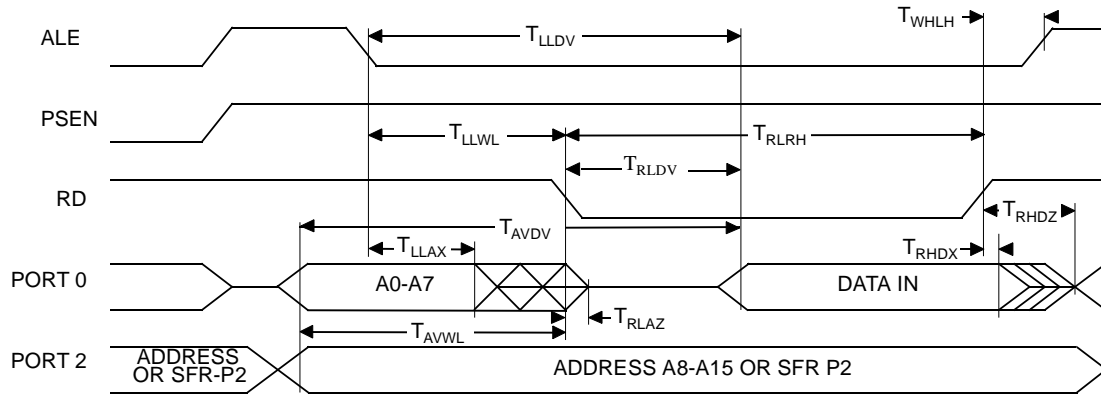 ALE
T_WHLH
T_LLDV
PSEN
T_LLWL
T_RLRH
RD
T_RLDV
T_AVDV
T_RHDZ
T_LLAX
T_RHDX
PORT 0
A0-A7
DATA IN
T_RLAZ
T_AVWL
PORT 2
ADDRESS
OR SFR-P2
ADDRESS A8-A15 OR SFR P2